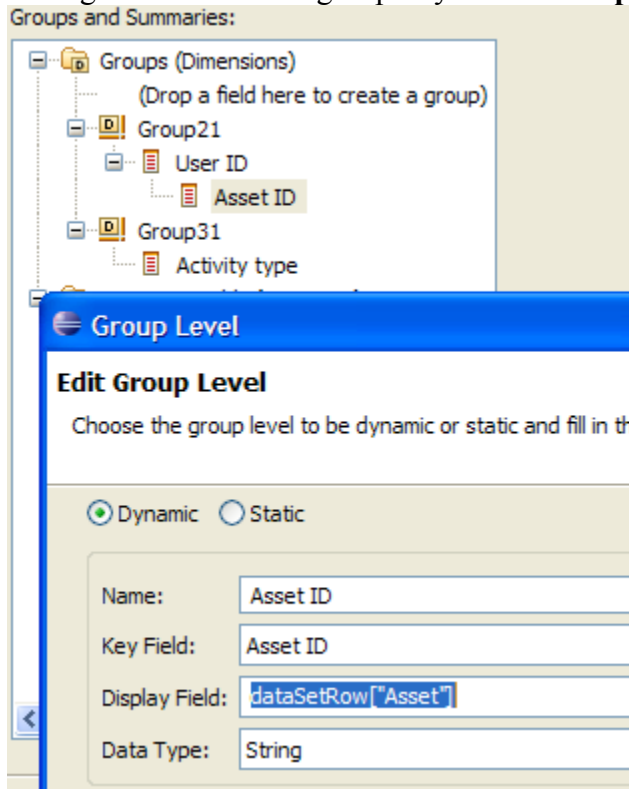 Groups and Summaries:
Groups (Dimensions)
(Drop a field here to create a group)
Group21
User ID
Asset ID
Group31
Activity type
Group Level
Edit Group Level
Choose the group level to be dynamic or static and fill in th
Dynamic Static
Name: Asset ID
Key Field: Asset ID
Display Field: dataSetRow["Asset"]
Data Type: String